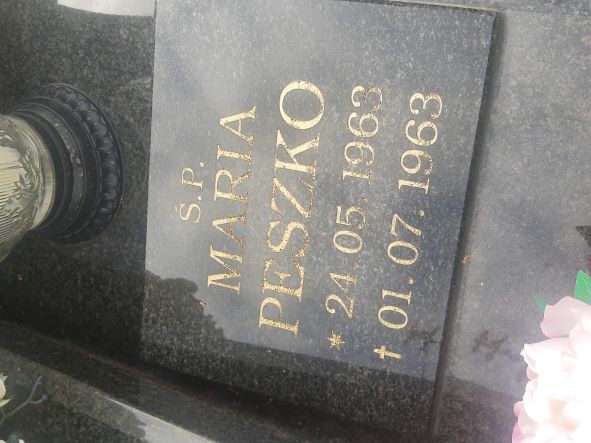 Ś.P.
MARIA
PESZKO
* 24.05.1963
† 01.07.1963